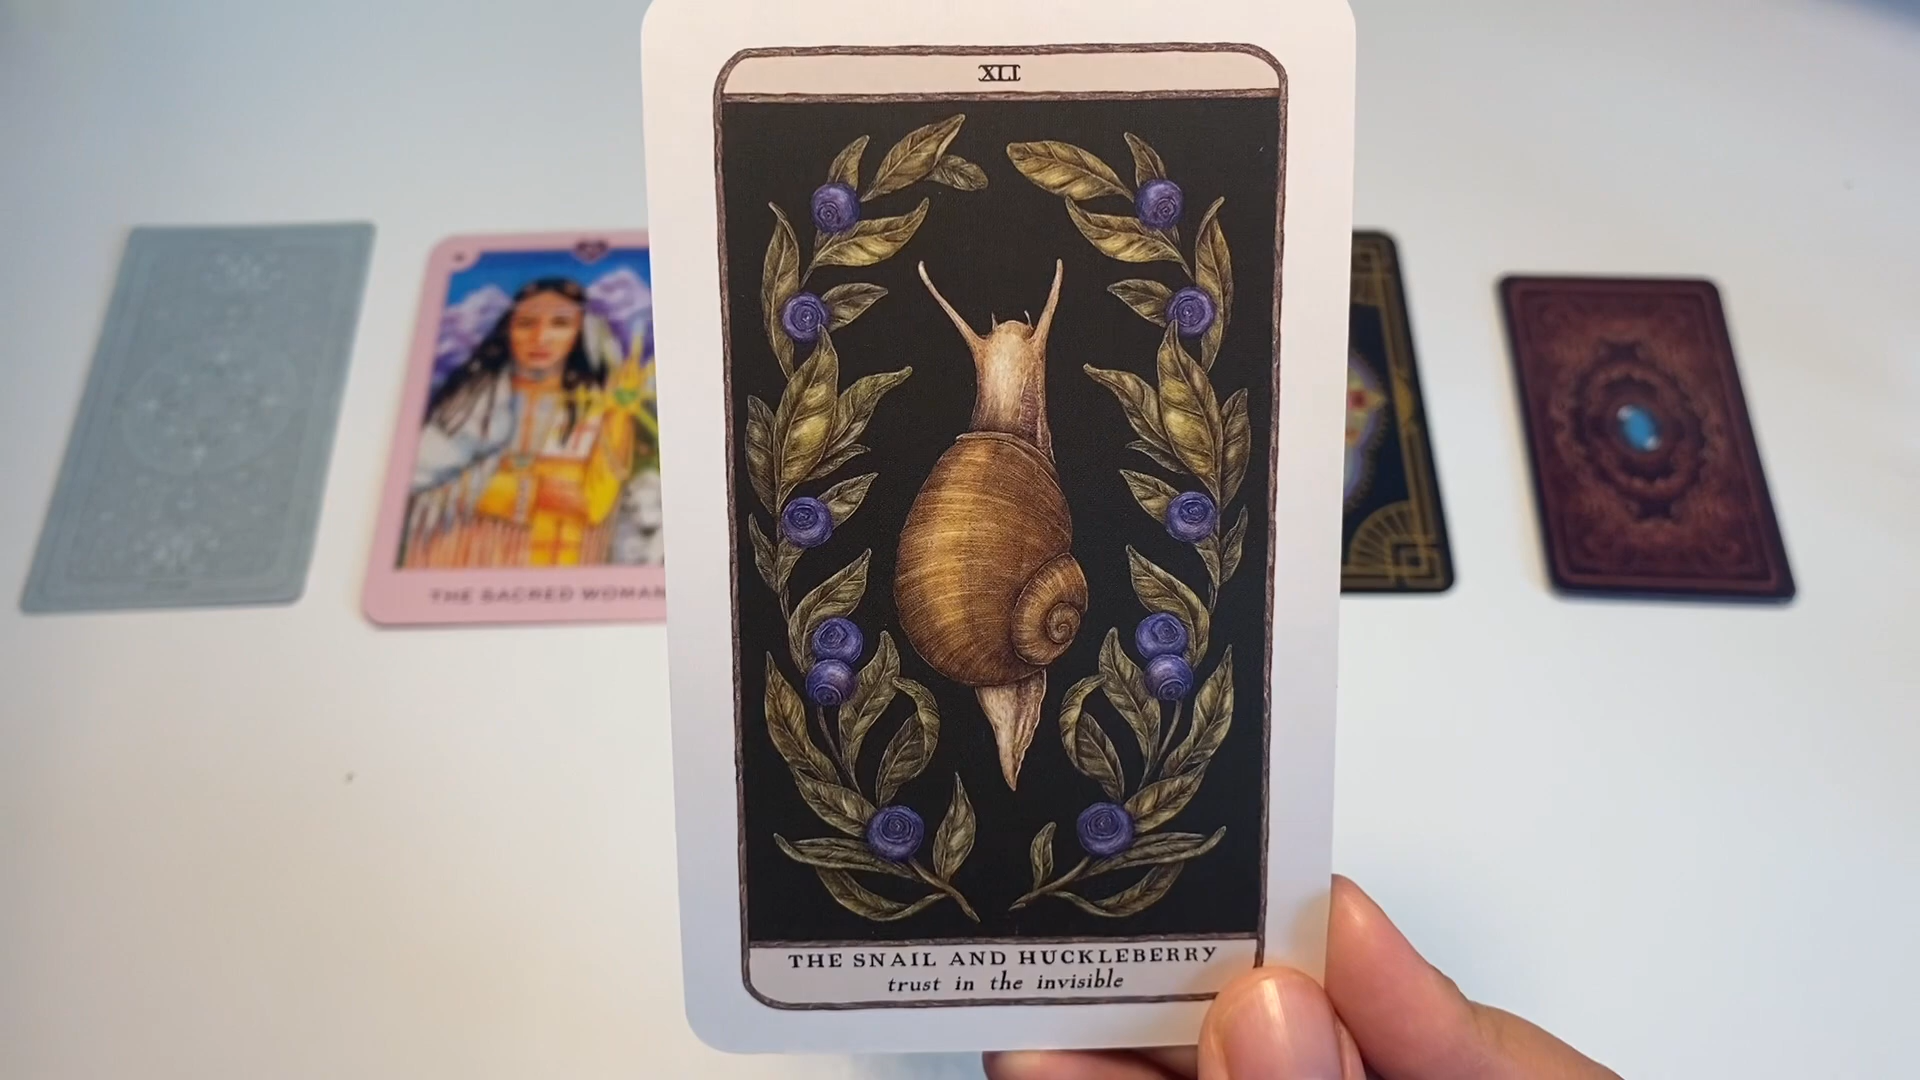 XLI
THE SACRED WOMAN
THE SNAIL AND HUCKLEBERRY
trust in the invisible